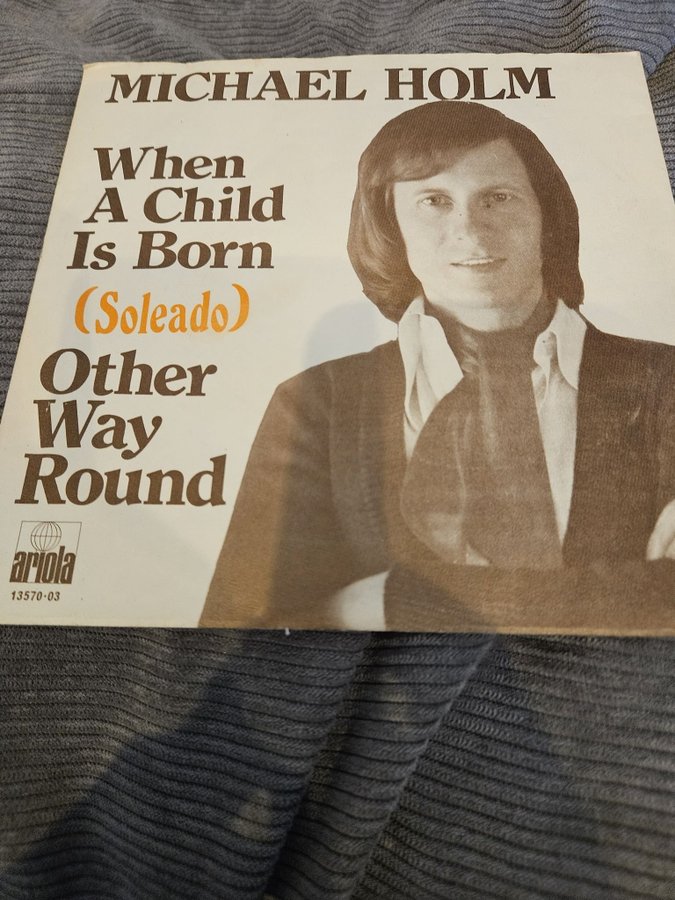 MICHAEL HOLM
When
A Child
Is Born
(Soleado)
Other
Way
Round
ariola
13570-03